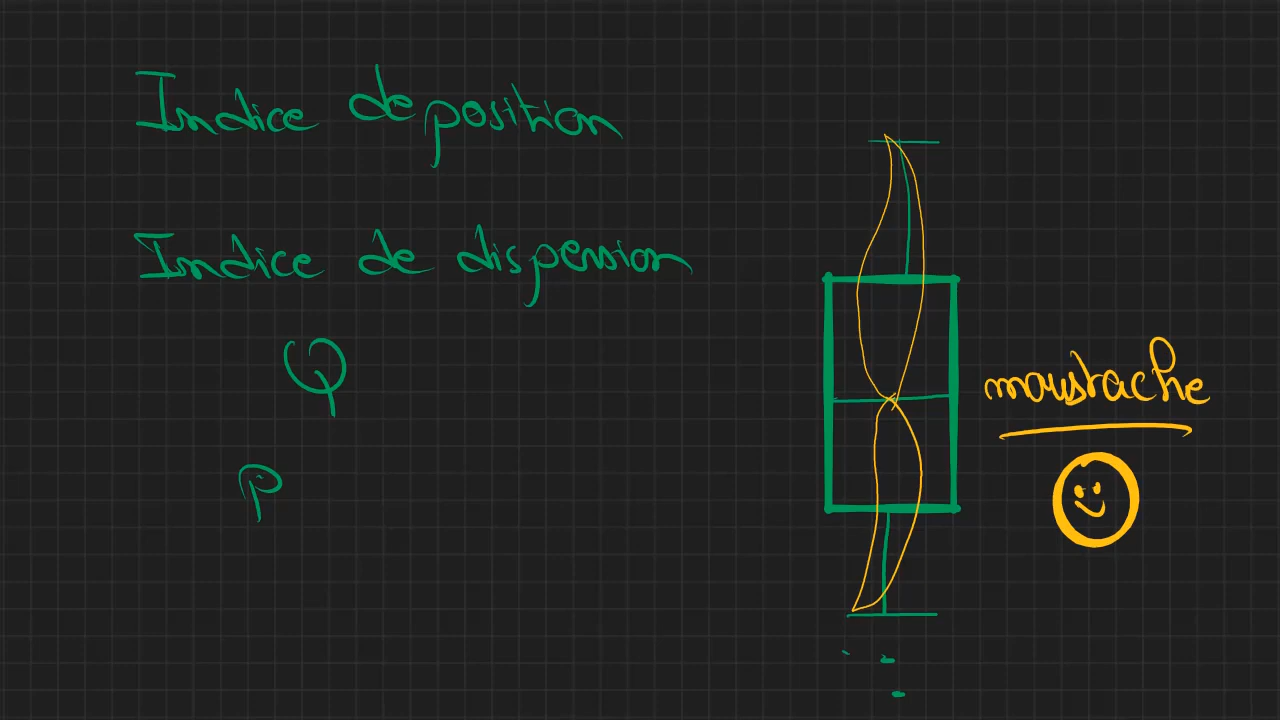 Indice de position
Indice de dispersion
Q
P
moustache